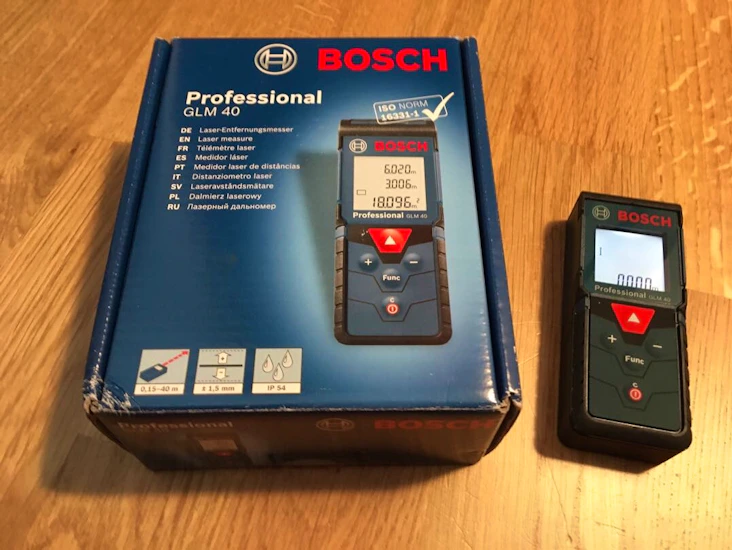 BOSCH
Professional
GLM 40
ISO NORM
16331-1
DE Laser-Entfernungsmesser
EN Laser measure
FR Télémètre laser
ES Medidor láser
PT Medidor laser de distâncias
IT Distanziometro laser
SV Laseravståndsmätare
PL Dalmierz laserowy
RU Лазерный дальномер
BOSCH
6.020m
3.006m
18.096m²
Professional GLM 40
+ −
Func
C
0,15–40 m
± 1,5 mm
IP 54
Professional
BOSCH
BOSCH
0.000m
Professional GLM 40
+ −
Func
C